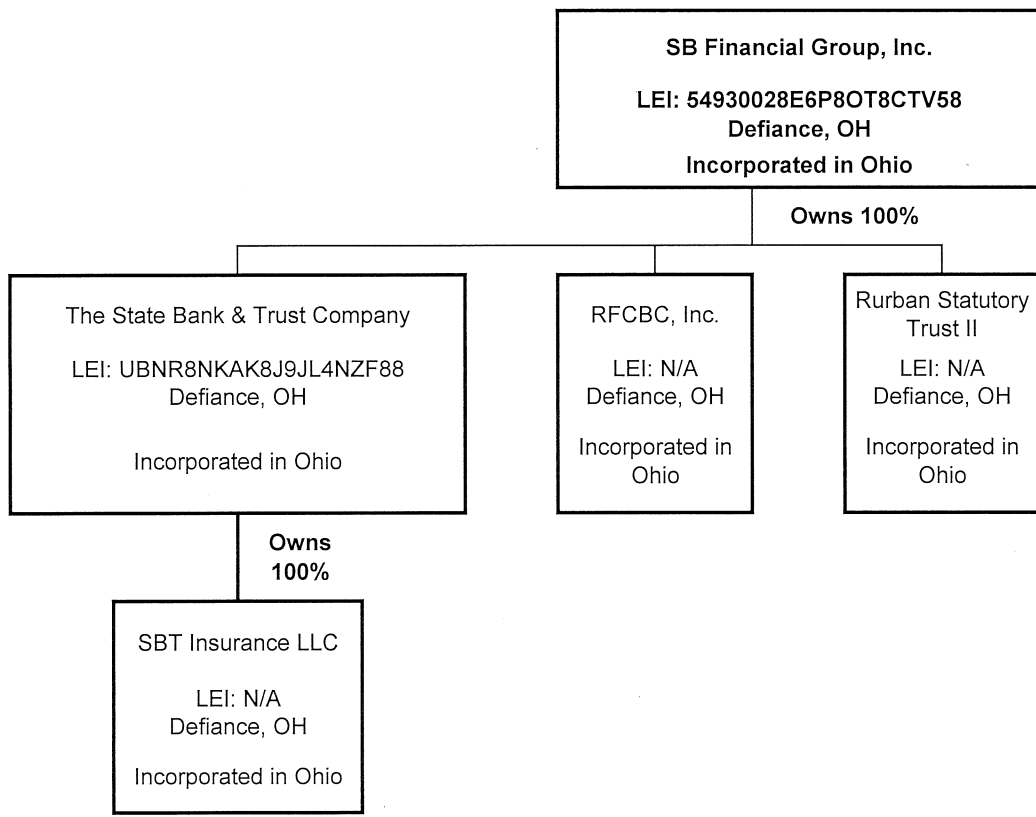 SB Financial Group, Inc.
LEI: 54930028E6P8OT8CTV58
Defiance, OH
Incorporated in Ohio
Owns 100%
The State Bank & Trust Company
LEI: UBNR8NKAK8J9JL4NZF88
Defiance, OH
Incorporated in Ohio
RFCBC, Inc.
LEI: N/A
Defiance, OH
Incorporated in
Ohio
Rurban Statutory
Trust II
LEI: N/A
Defiance, OH
Incorporated in
Ohio
Owns
100%
SBT Insurance LLC
LEI: N/A
Defiance, OH
Incorporated in Ohio